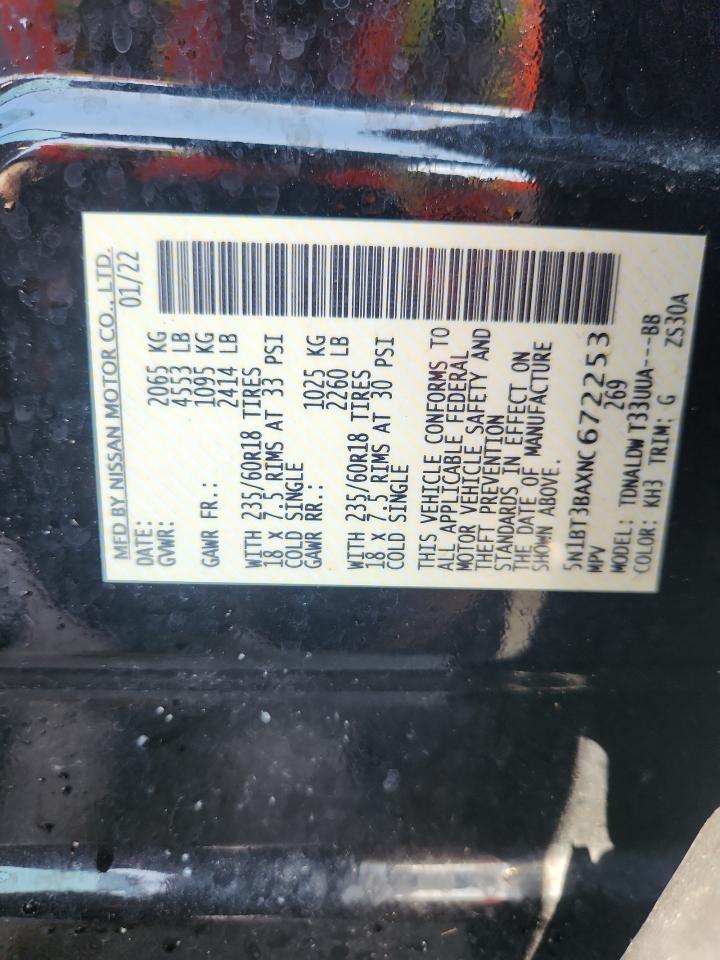 MFD BY NISSAN MOTOR CO., LTD.
DATE: 01/22
GVWR: 2065 KG
4553 LB
GAWR FR.: 1095 KG
2414 LB
WITH 235/60R18 TIRES
18 X 7.5 RIMS AT 33 PSI
COLD SINGLE
GAWR RR.: 1025 KG
2260 LB
WITH 235/60R18 TIRES
18 X 7.5 RIMS AT 30 PSI
COLD SINGLE
THIS VEHICLE CONFORMS TO
ALL APPLICABLE FEDERAL
MOTOR VEHICLE SAFETY AND
THEFT PREVENTION
STANDARDS IN EFFECT ON
THE DATE OF MANUFACTURE
SHOWN ABOVE.
5N1BT3BAXNC672253
MPV 269
MODEL: TDNALDW T33UUA---BB
COLOR: KH3 TRIM: G ZS30A